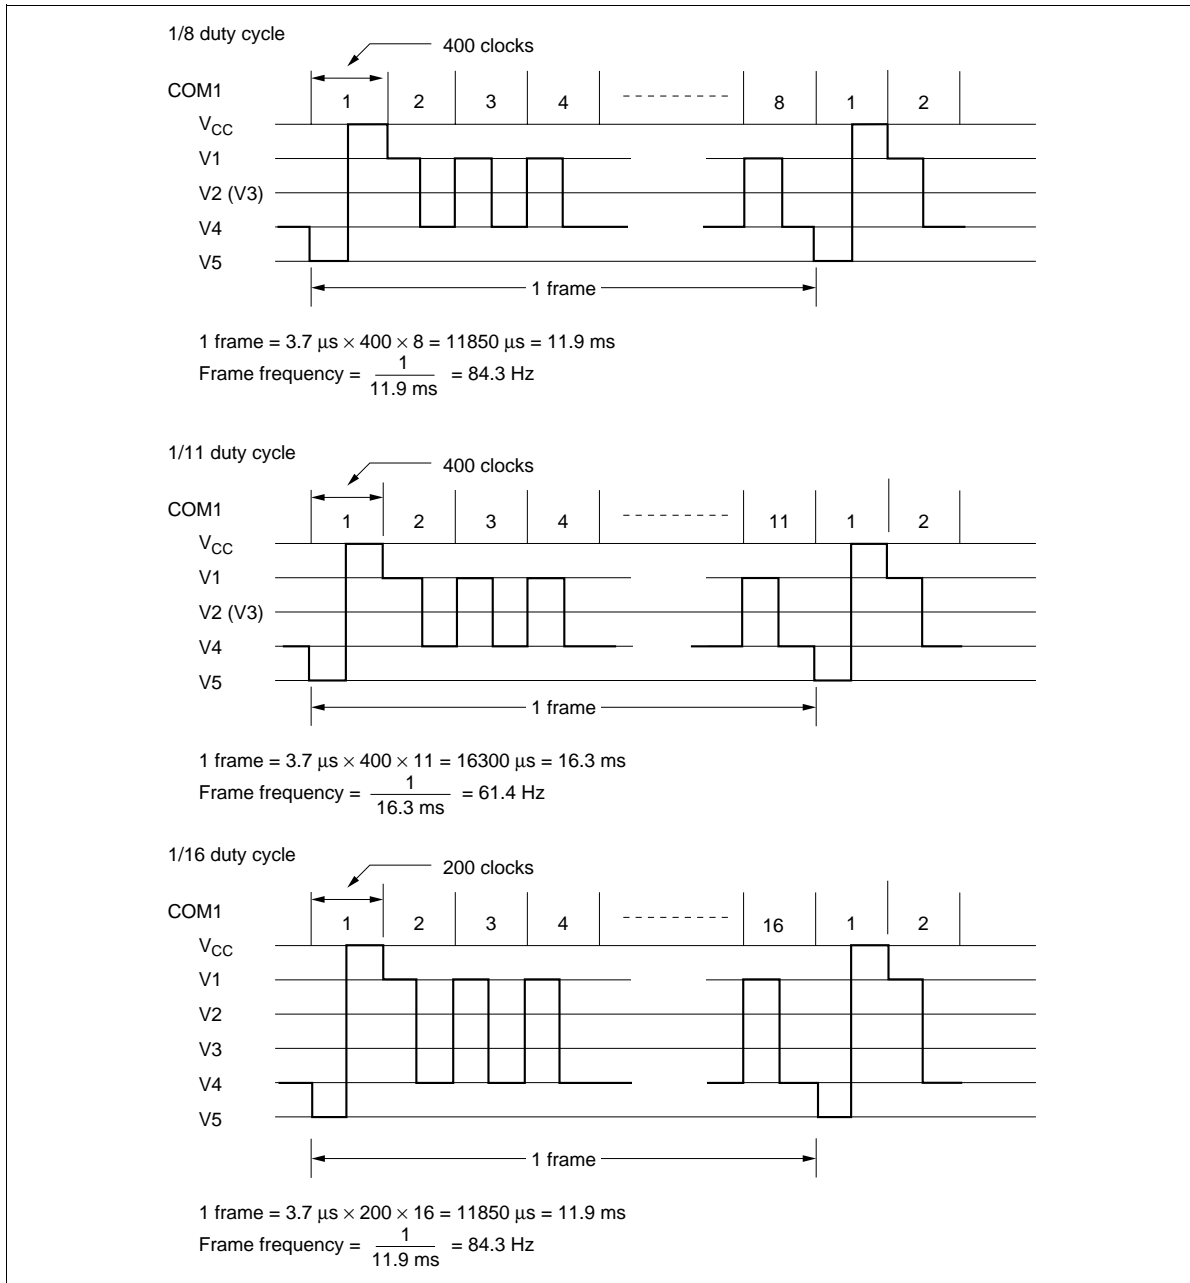 1/8 duty cycle
400 clocks
COM1
1 2 3 4 8 1 2
VCC
V1
V2 (V3)
V4
V5
1 frame
1 frame = 3.7 μs × 400 × 8 = 11850 μs = 11.9 ms
Frame frequency = 1 / 11.9 ms = 84.3 Hz
1/11 duty cycle
400 clocks
COM1
1 2 3 4 11 1 2
VCC
V1
V2 (V3)
V4
V5
1 frame
1 frame = 3.7 μs × 400 × 11 = 16300 μs = 16.3 ms
Frame frequency = 1 / 16.3 ms = 61.4 Hz
1/16 duty cycle
200 clocks
COM1
1 2 3 4 16 1 2
VCC
V1
V2
V3
V4
V5
1 frame
1 frame = 3.7 μs × 200 × 16 = 11850 μs = 11.9 ms
Frame frequency = 1 / 11.9 ms = 84.3 Hz